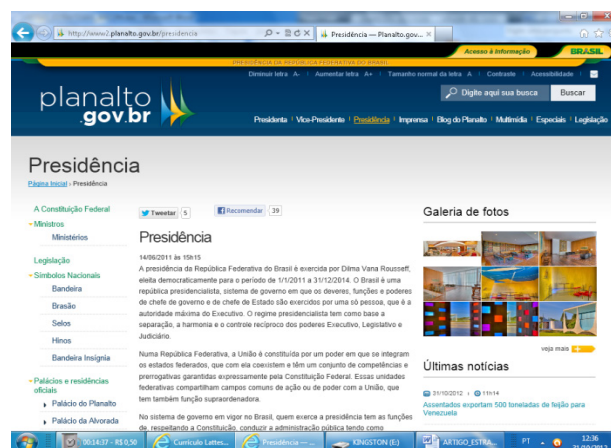 http://www2.planalto.gov.br/presidencia
Presidência — Planalto.gov...
Acesso à Informação
BRASIL
PRESIDÊNCIA DA REPÚBLICA FEDERATIVA DO BRASIL
Diminuir letra A- | Aumentar letra A+ | Tamanho normal da letra A | Contraste | Acessibilidade
planalto
.gov.br
Digite aqui sua busca
Buscar
Presidenta | Vice-Presidente | Presidência | Imprensa | Blog do Planalto | Multimídia | Especiais | Legislação
Presidência
Página Inicial › Presidência
A Constituição Federal
Ministros
Ministérios
Legislação
Símbolos Nacionais
Bandeira
Brasão
Selos
Hinos
Bandeira Insígnia
Palácios e residências
oficiais
Palácio do Planalto
Palácio da Alvorada
Tweetar 5
Recomendar 39
Presidência
14/06/2011 às 15h15
A presidência da República Federativa do Brasil é exercida por Dilma Vana Rousseff,
eleita democraticamente para o período de 1/1/2011 a 31/12/2014. O Brasil é uma
república presidencialista, sistema de governo em que os deveres, funções e poderes
de chefe de governo e de chefe de Estado são exercidos por uma só pessoa, que é a
autoridade máxima do Executivo. O regime presidencialista tem como base a
separação, a harmonia e o controle recíproco dos poderes Executivo, Legislativo e
Judiciário.
Numa República Federativa, a União é constituída por um poder em que se integram
os estados federados, que com ela coexistem e têm um conjunto de competências e
prerrogativas garantidas expressamente pela Constituição Federal. Essas unidades
federativas compartilham campos comuns de ação ou de poder com a União, que
tem também função supraordenadora.
No sistema de governo em vigor no Brasil, quem exerce a presidência tem as funções
de, respeitando a Constituição, conduzir a administração pública tendo como
Galeria de fotos
veja mais
Últimas notícias
31/10/2012 | 11h14
Assentados exportam 500 toneladas de feijão para
Venezuela
00:14:37 - R$0,50
Currículo Lattes...
Presidência — ...
KINGSTON (E:)
ARTIGO_ESTRA...
PT
12:36
31/10/2012